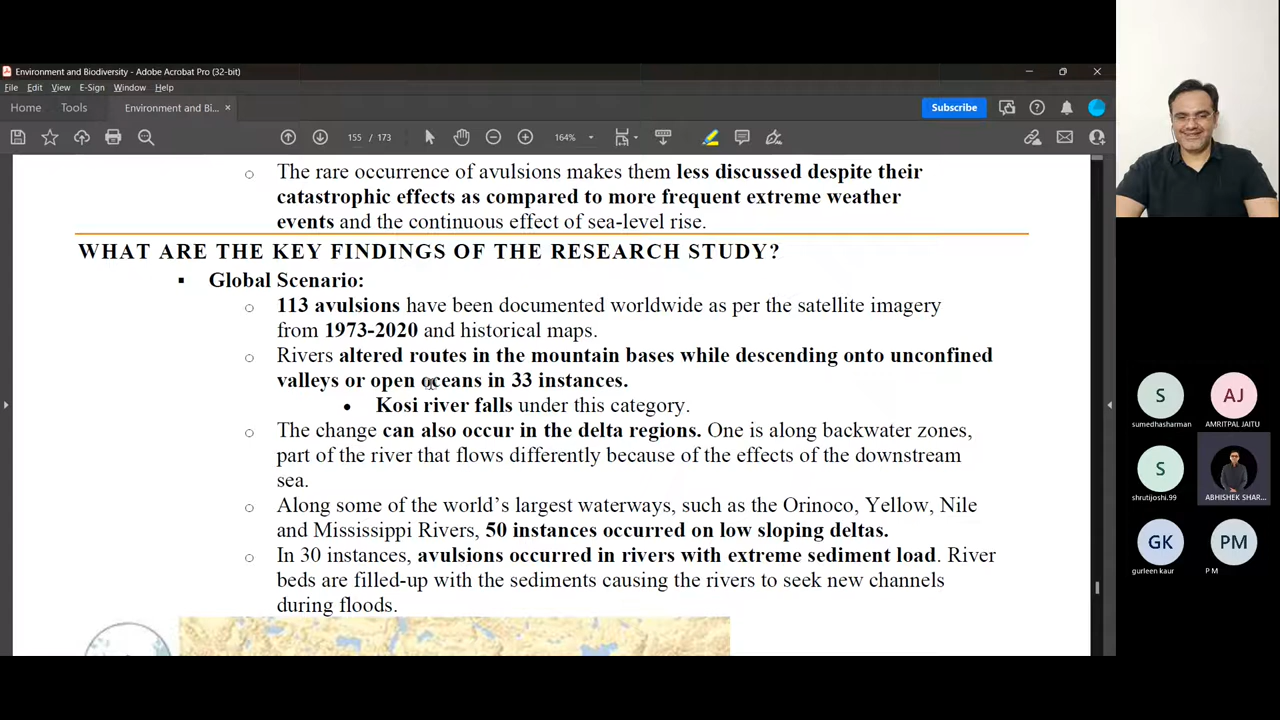 Environment and Biodiversity - Adobe Acrobat Pro (32-bit)
File Edit View E-Sign Window Help
Home Tools Environment and Bi... × Subscribe
155 / 173 164%
○ The rare occurrence of avulsions makes them less discussed despite their
catastrophic effects as compared to more frequent extreme weather
events and the continuous effect of sea-level rise.
WHAT ARE THE KEY FINDINGS OF THE RESEARCH STUDY?
▪ Global Scenario:
○ 113 avulsions have been documented worldwide as per the satellite imagery
from 1973-2020 and historical maps.
○ Rivers altered routes in the mountain bases while descending onto unconfined
valleys or open oceans in 33 instances.
• Kosi river falls under this category.
○ The change can also occur in the delta regions. One is along backwater zones,
part of the river that flows differently because of the effects of the downstream
sea.
○ Along some of the world's largest waterways, such as the Orinoco, Yellow, Nile
and Mississippi Rivers, 50 instances occurred on low sloping deltas.
○ In 30 instances, avulsions occurred in rivers with extreme sediment load. River
beds are filled-up with the sediments causing the rivers to seek new channels
during floods.
S AJ
sumedhasharman AMRITPAL JAITU
S
shrutijoshi.99 ABHISHEK SHAR...
GK PM
gurleen kaur P M